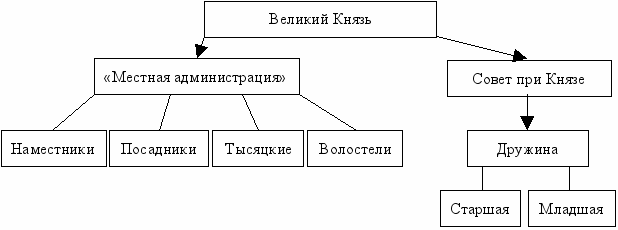 Великий Князь
«Местная администрация»
Совет при Князе
Наместники
Посадники
Тысяцкие
Волостели
Дружина
Старшая
Младшая